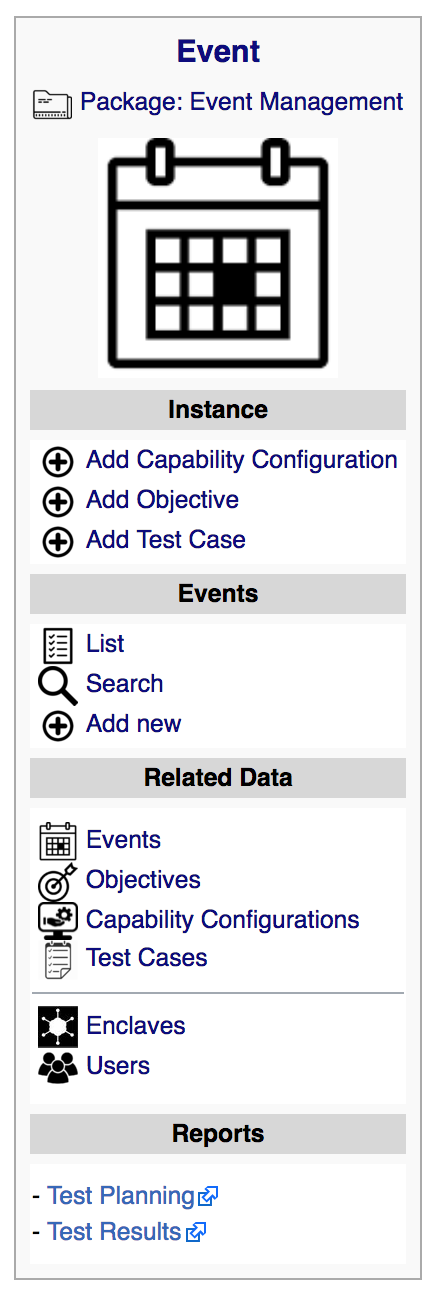 Event
Package: Event Management
Instance
Add Capability Configuration
Add Objective
Add Test Case
Events
List
Search
Add new
Related Data
Events
Objectives
Capability Configurations
Test Cases
Enclaves
Users
Reports
- Test Planning
- Test Results